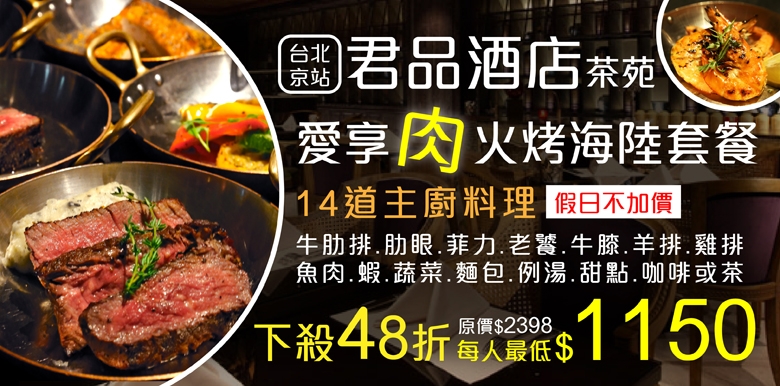 台北京站 君品酒店茶苑
愛享肉火烤海陸套餐
14道主廚料理 假日不加價
牛肋排.肋眼.菲力.老饕.牛膝.羊排.雞排
魚肉.蝦.蔬菜.麵包.例湯.甜點.咖啡或茶
下殺48折 原價$2398 每人最低$1150